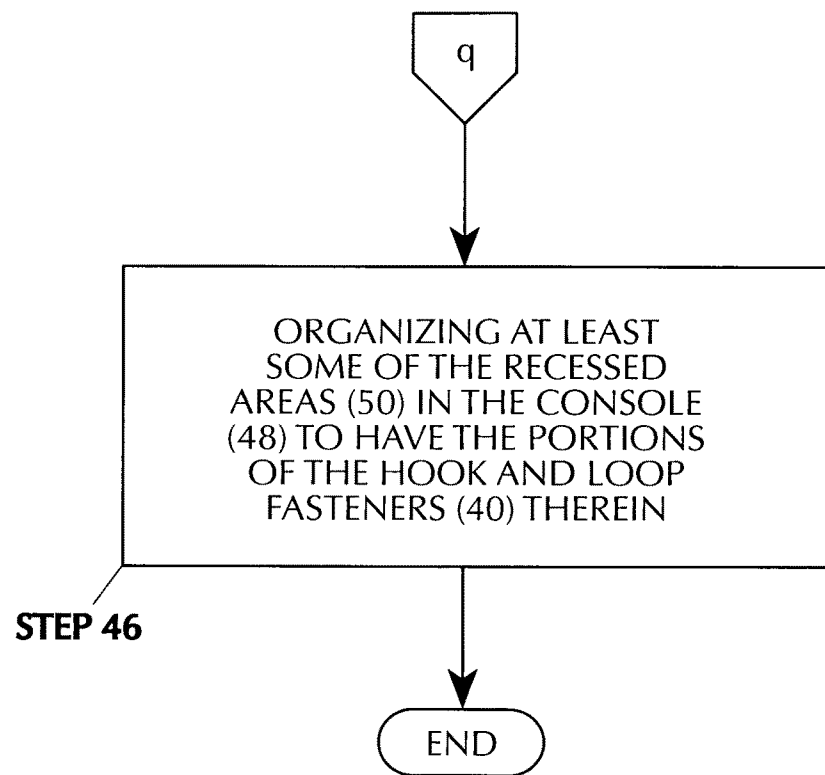 q
ORGANIZING AT LEAST
SOME OF THE RECESSED
AREAS (50) IN THE CONSOLE
(48) TO HAVE THE PORTIONS
OF THE HOOK AND LOOP
FASTENERS (40) THEREIN
STEP 46
END